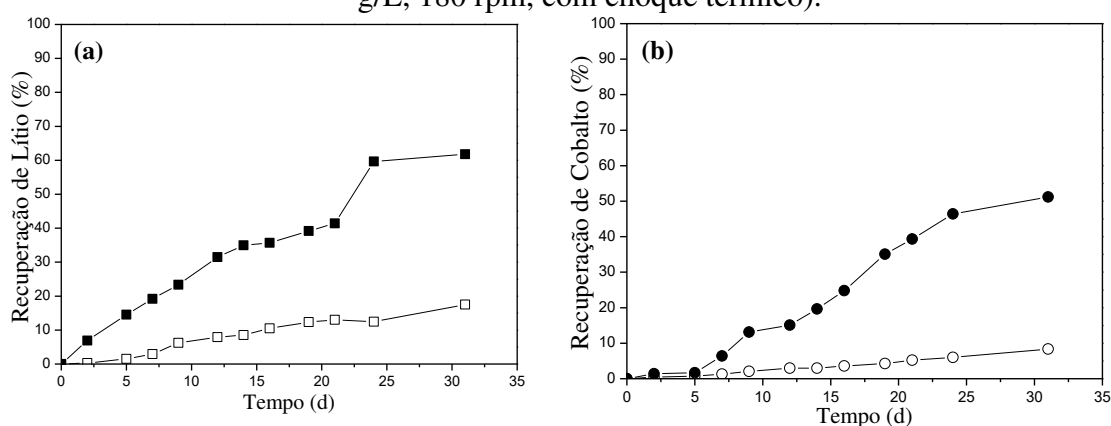 g/L, 180 rpm, com choque térmico).
(a)
Recuperação de Lítio (%)
100
90
80
70
60
50
40
30
20
10
0
0 5 10 15 20 25 30 35
Tempo (d)
(b)
Recuperação de Cobalto (%)
100
90
80
70
60
50
40
30
20
10
0
0 5 10 15 20 25 30 35
Tempo (d)